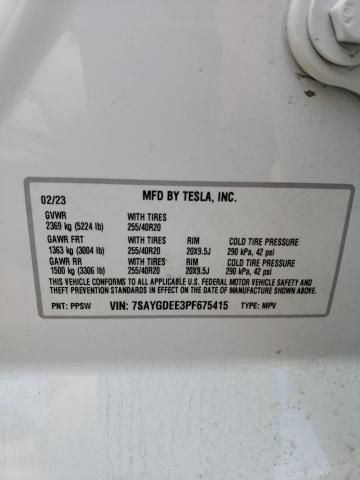 02/23 MFD BY TESLA, INC.
GVWR WITH TIRES
2369 kg (5224 lb) 255/40R20
GAWR FRT WITH TIRES RIM COLD TIRE PRESSURE
1363 kg (3004 lb) 255/40R20 20X9.5J 290 kPa, 42 psi
GAWR RR WITH TIRES RIM COLD TIRE PRESSURE
1500 kg (3306 lb) 255/40R20 20X9.5J 290 kPa, 42 psi
THIS VEHICLE CONFORMS TO ALL APPLICABLE U.S. FEDERAL MOTOR VEHICLE SAFETY AND
THEFT PREVENTION STANDARDS IN EFFECT ON THE DATE OF MANUFACTURE SHOWN ABOVE.
PNT: PPSW VIN: 7SAYGDEE3PF675415 TYPE: MPV